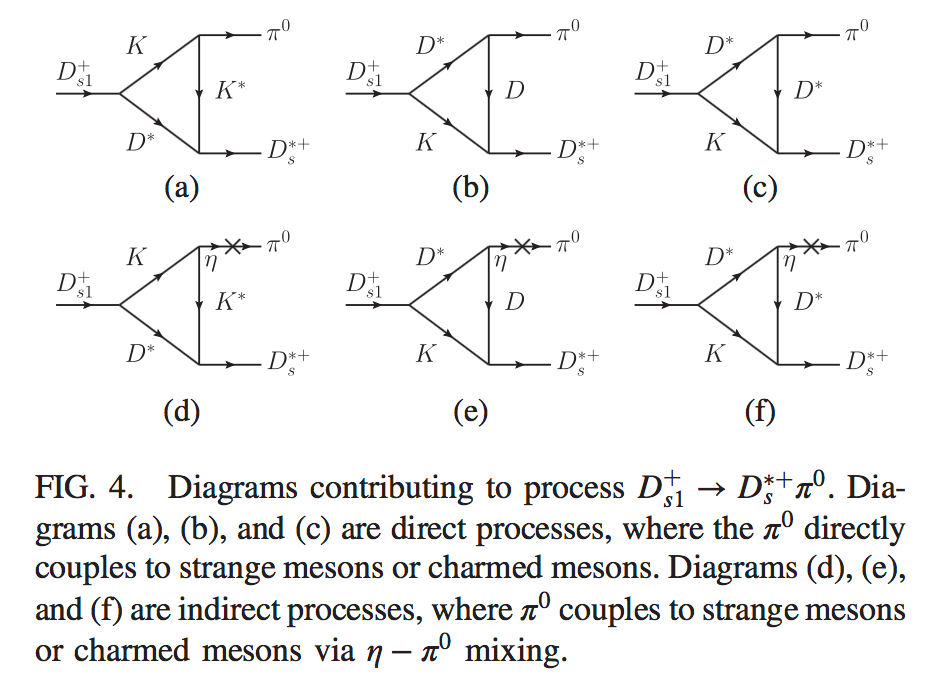 K π⁰ D* π⁰ D* π⁰
D⁺ₛ₁ K* D⁺ₛ₁ D D⁺ₛ₁ D*
D* D*⁺ₛ K D*⁺ₛ K D*⁺ₛ
(a) (b) (c)
K η π⁰ D* η π⁰ D* η π⁰
D⁺ₛ₁ K* D⁺ₛ₁ D D⁺ₛ₁ D*
D* D*⁺ₛ K D*⁺ₛ K D*⁺ₛ
(d) (e) (f)
FIG. 4. Diagrams contributing to process D⁺ₛ₁ → D*⁺ₛπ⁰. Dia-
grams (a), (b), and (c) are direct processes, where the π⁰ directly
couples to strange mesons or charmed mesons. Diagrams (d), (e),
and (f) are indirect processes, where π⁰ couples to strange mesons
or charmed mesons via η − π⁰ mixing.